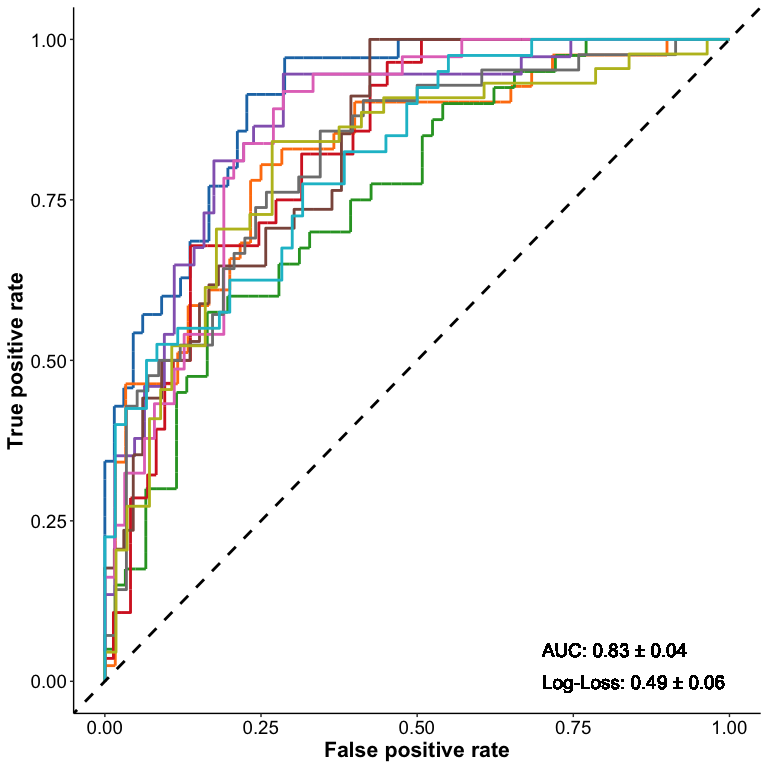 1.00
0.75
0.50
0.25
0.00
True positive rate
AUC: 0.83 ± 0.04
Log-Loss: 0.49 ± 0.06
0.00 0.25 0.50 0.75 1.00
False positive rate